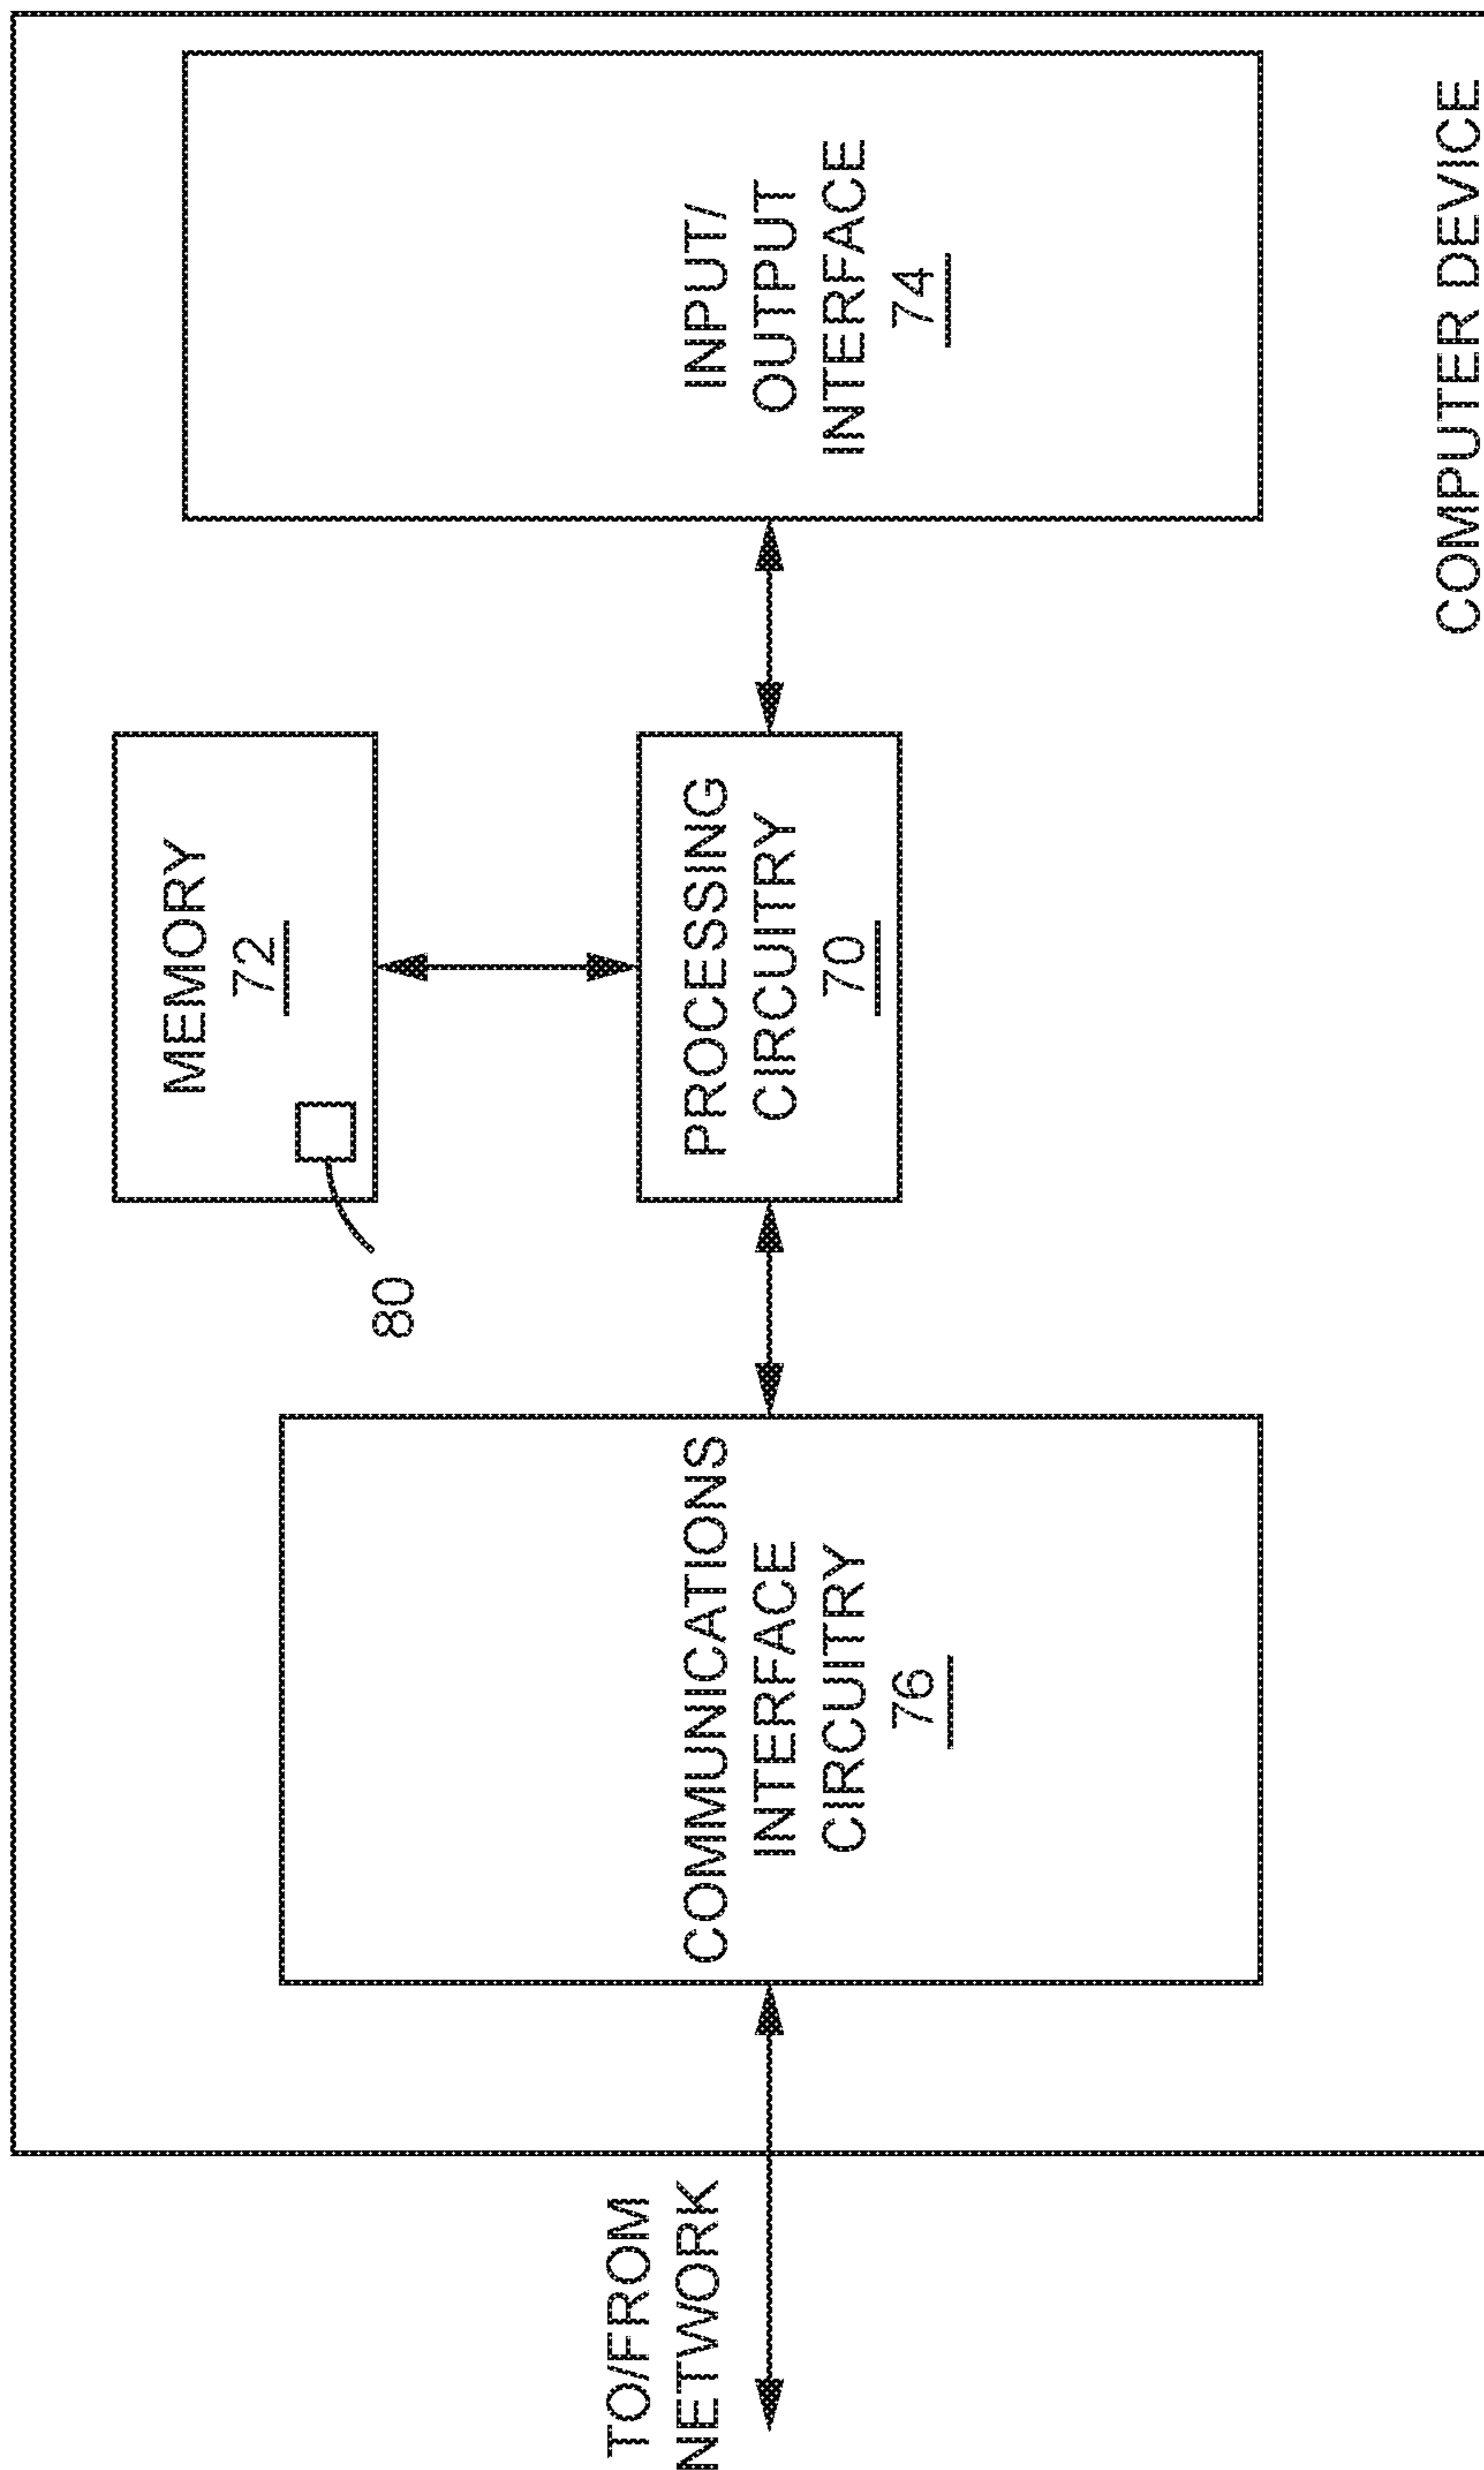 TO/FROM
NETWORK
COMMUNICATIONS
INTERFACE
CIRCUITRY
76
80
MEMORY
72
PROCESSING
CIRCUITRY
70
INPUT/
OUTPUT
INTERFACE
74
COMPUTER DEVICE